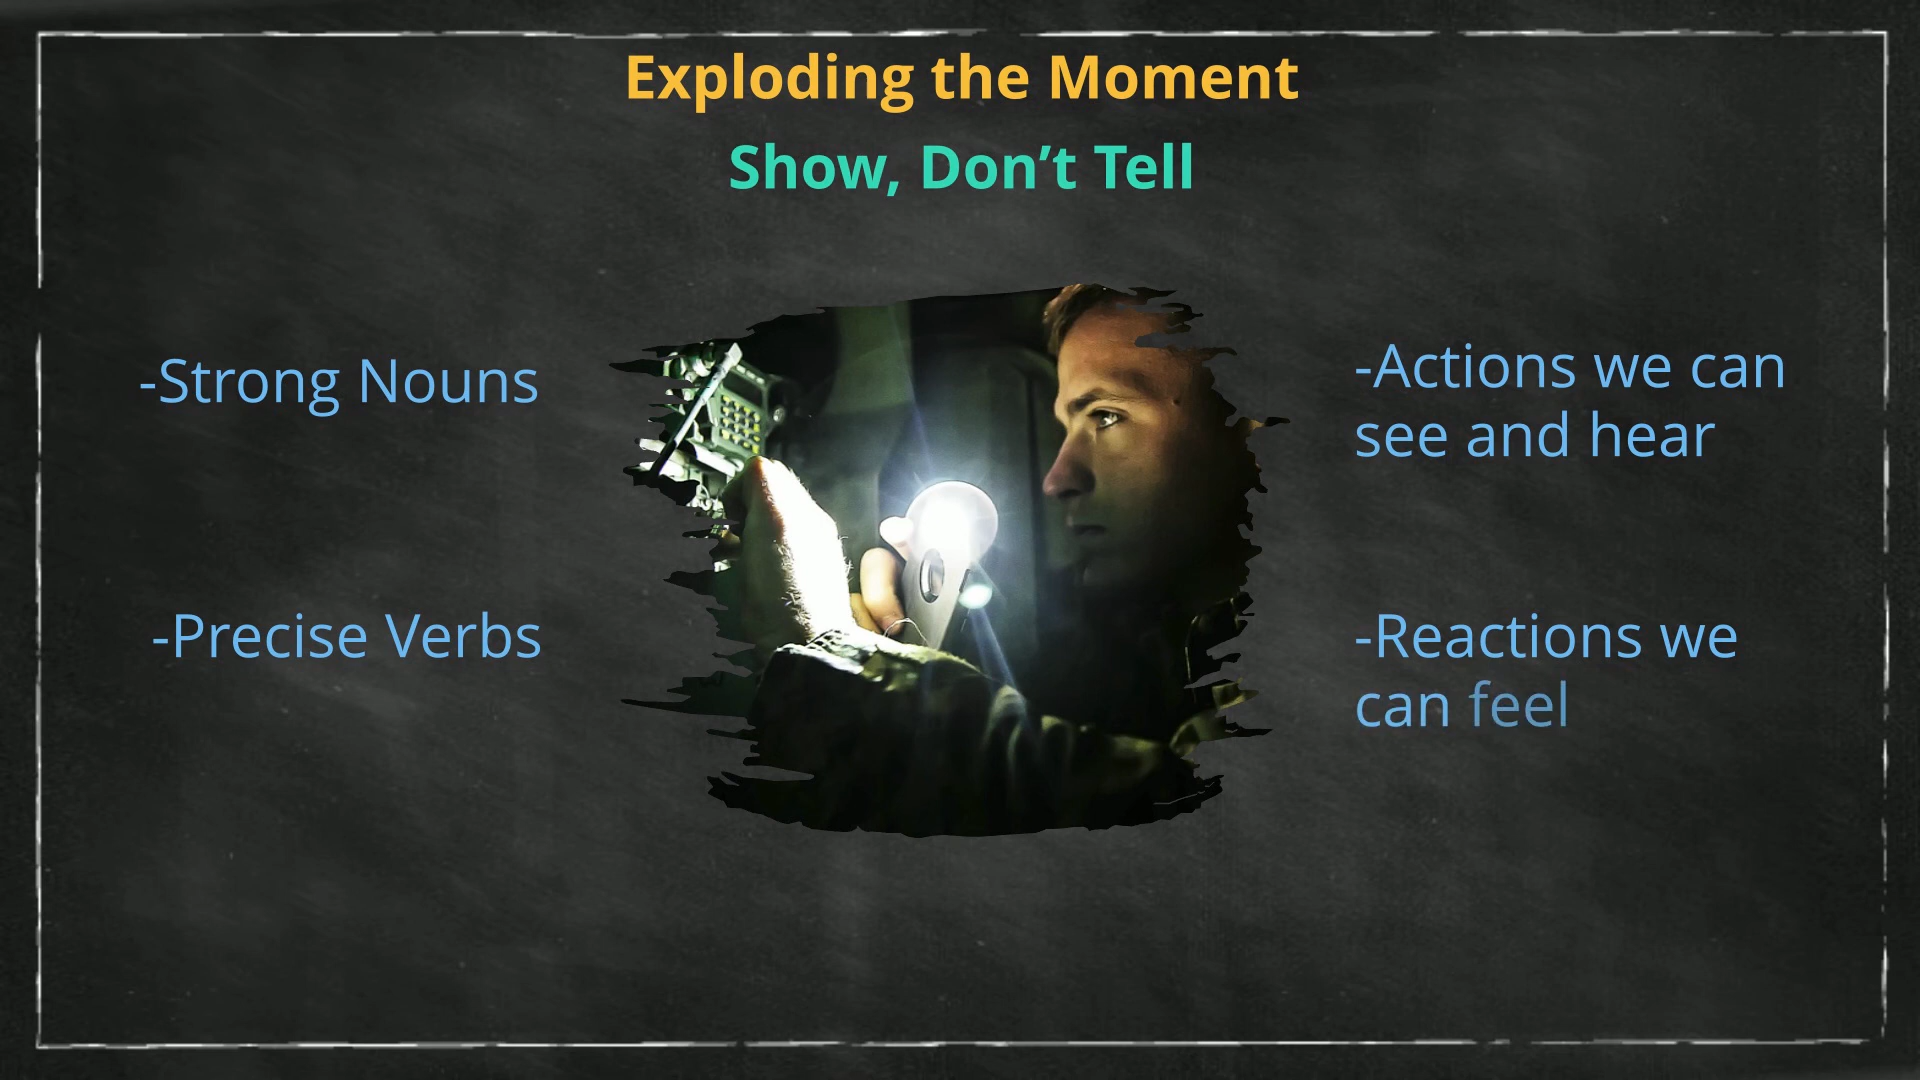 Exploding the Moment
Show, Don’t Tell
-Strong Nouns
-Precise Verbs
-Actions we can
see and hear
-Reactions we
can feel